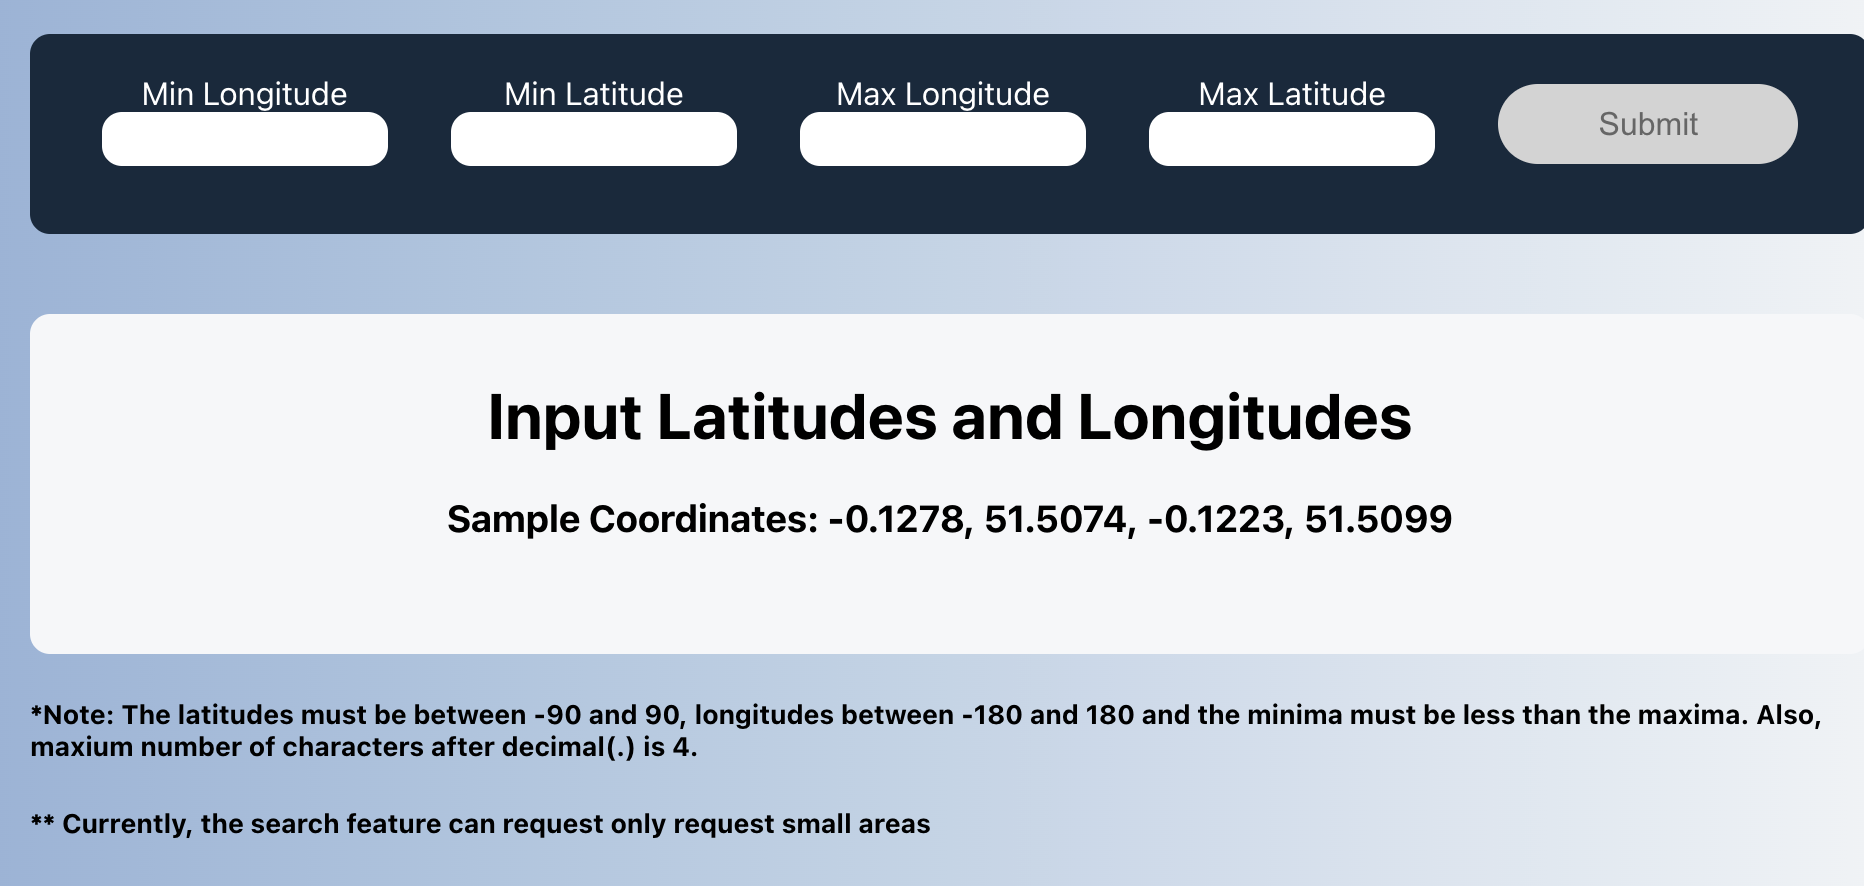 Min Longitude Min Latitude Max Longitude Max Latitude Submit
Input Latitudes and Longitudes
Sample Coordinates: -0.1278, 51.5074, -0.1223, 51.5099
*Note: The latitudes must be between -90 and 90, longitudes between -180 and 180 and the minima must be less than the maxima. Also,
maxium number of characters after decimal(.) is 4.
** Currently, the search feature can request only request small areas